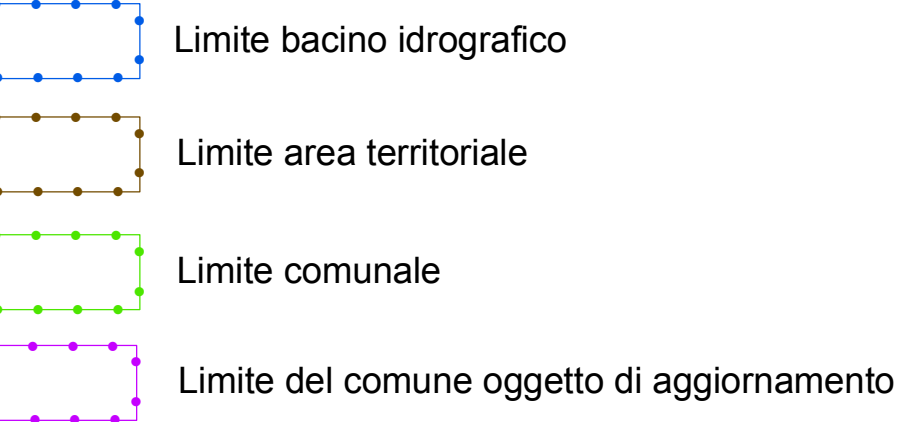 Limite bacino idrografico
Limite area territoriale
Limite comunale
Limite del comune oggetto di aggiornamento